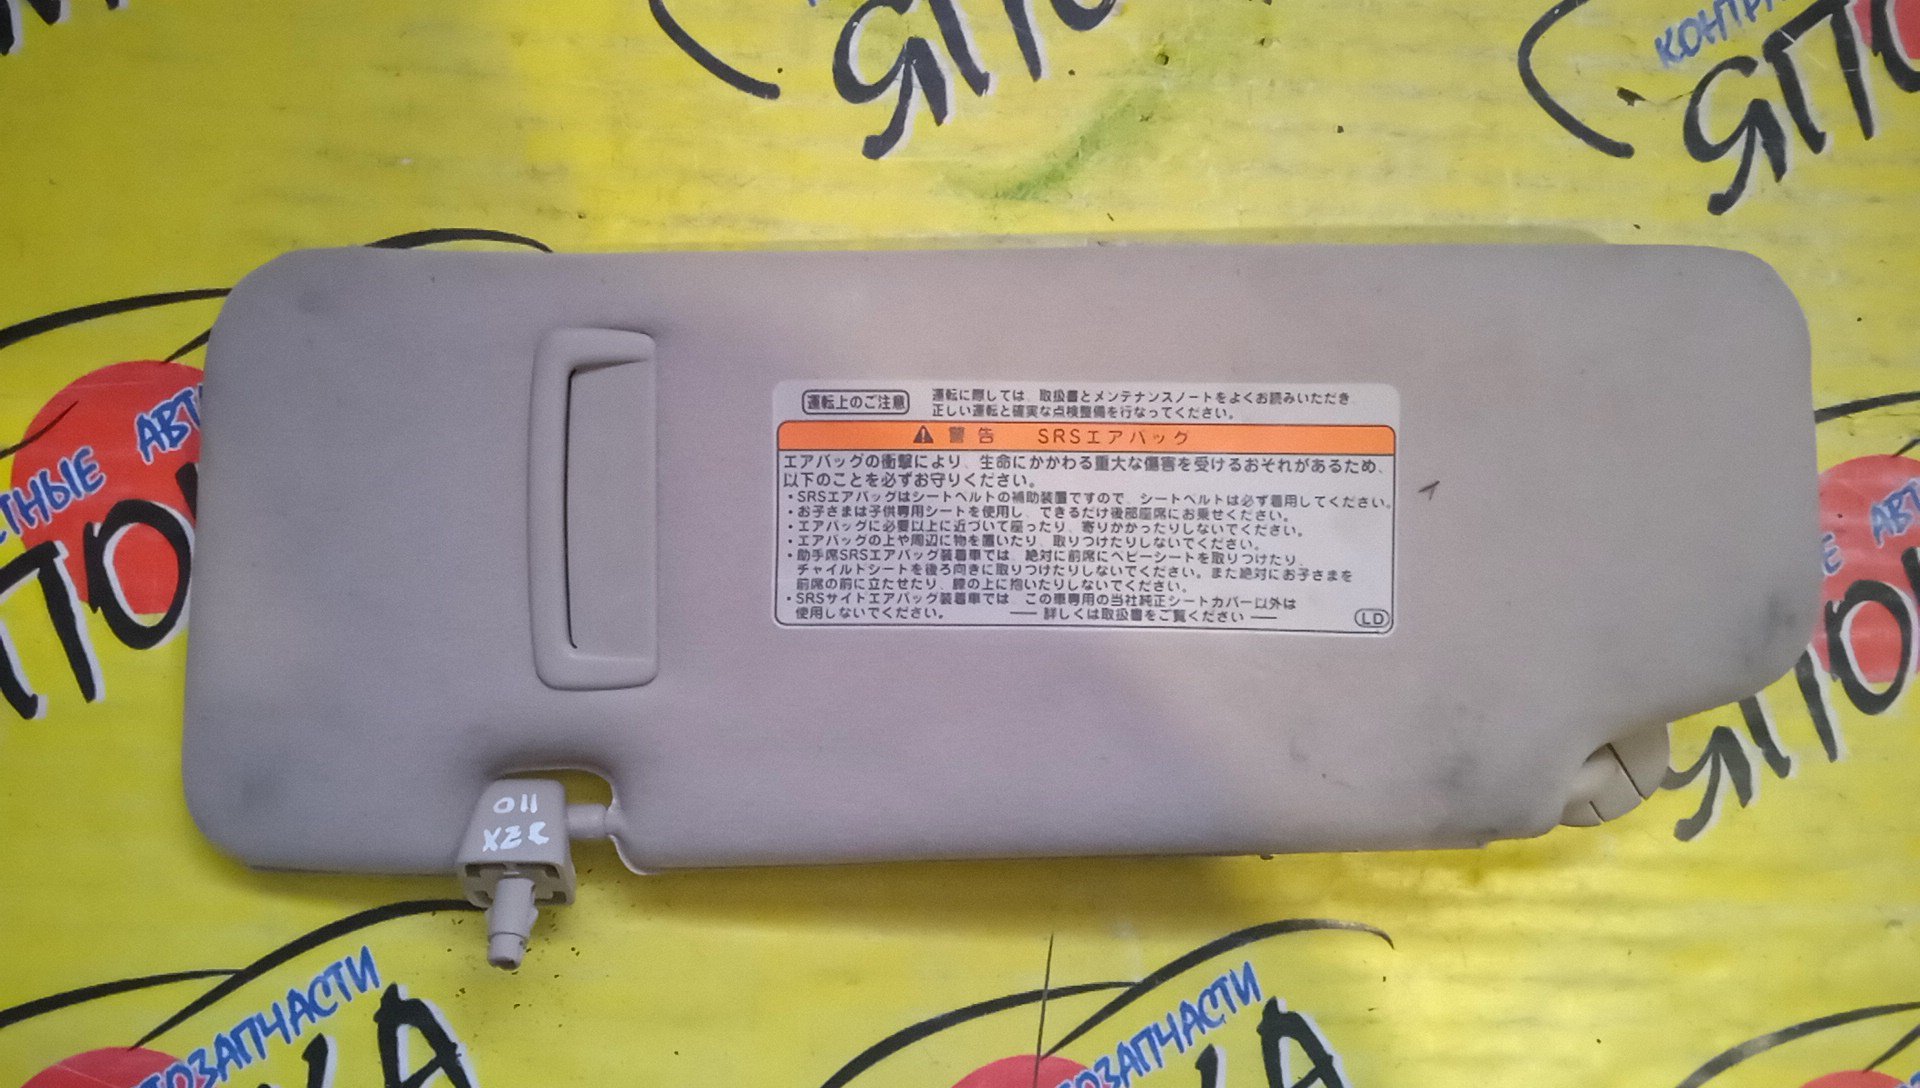 ЯПО
КОНТРА
ЯПО
運転上のご注意
運転に際しては、取扱書とメンテナンスノートをよくお読みいただき
正しい運転と確実な点検整備を行なってください。
警告 SRSエアバッグ
エアバッグの衝撃により、生命にかかわる重大な傷害を受けるおそれがあるため、
以下のことを必ずお守りください。
・SRSエアバッグはシートベルトの補助装置ですので、シートベルトは必ず着用してください。
・お子さまは子供専用シートを使用し、できるだけ後部座席にお乗せください。
・エアバッグに必要以上に近づいて座ったり、寄りかかったりしないでください。
・エアバッグの上や周辺に物を置いたり、取りつけたりしないでください。
・助手席SRSエアバッグ装着車では、絶対に前席にベビーシートを取りつけたり、
チャイルドシートを後ろ向きに取りつけたりしないでください。また絶対にお子さまを
前席の前に立たせたり、膝の上に抱いたりしないでください。
・SRSサイドエアバッグ装着車では、この車専用の当社純正シートカバー以外は
使用しないでください。 ── 詳しくは取扱書をご覧ください ──
LD
ТНЫЕ АВТ
ПО
Е АВТ
ЯПО
011
XZR
ТОЗАПЧАСТИ
КА
ОЗАПЧАСТИ
КА